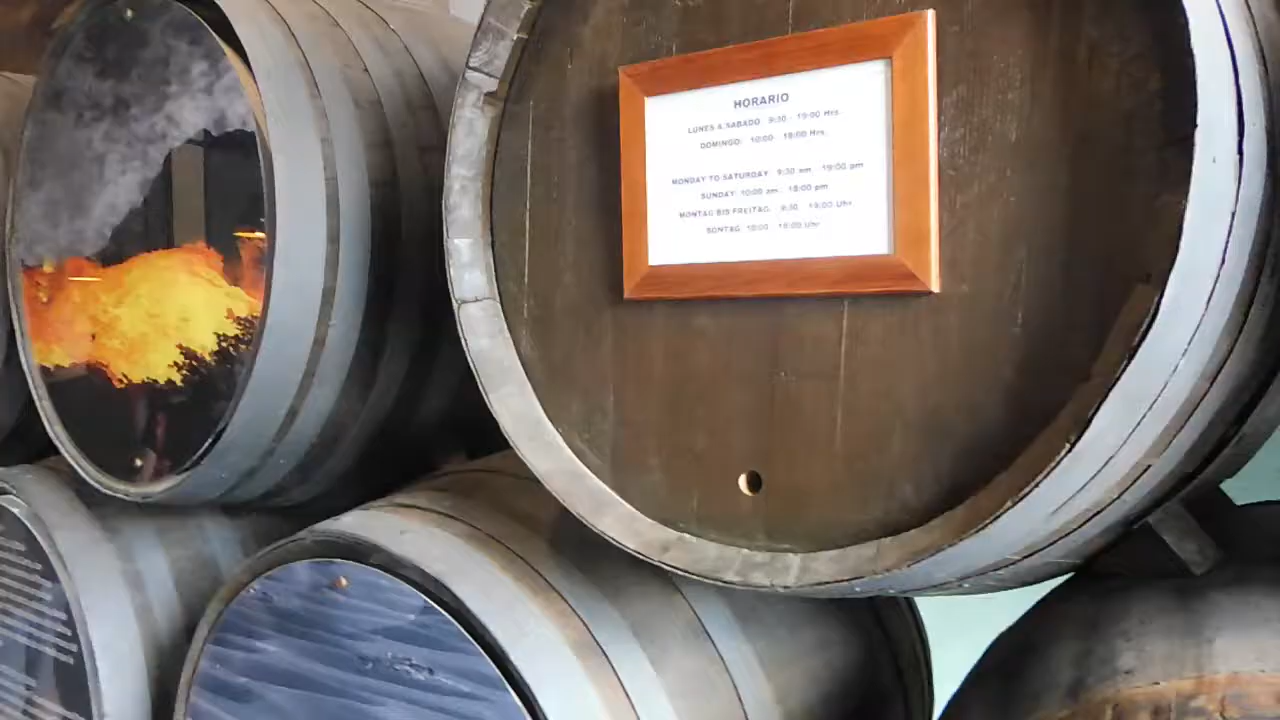 HORARIO
LUNES A SABADO: 9:30 - 19:00 Hrs.
DOMINGO: 10:00 - 18:00 Hrs.
MONDAY TO SATURDAY: 9:30 am - 19:00 pm
SUNDAY: 10:00 am - 18:00 pm
MONTAG BIS FREITAG: 9:30 - 19:00 Uhr
SONTAG: 10:00 - 18:00 Uhr